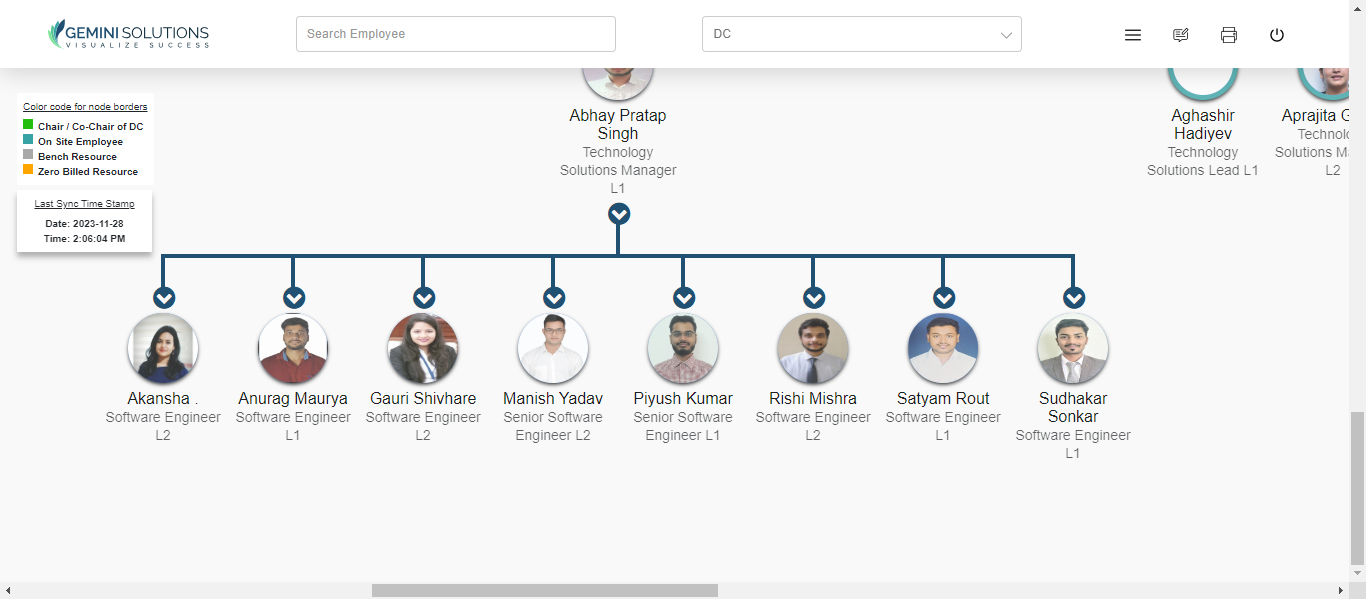 GEMINI SOLUTIONS
VISUALIZE SUCCESS
Search Employee
DC
Color code for node borders
Chair / Co-Chair of DC
On Site Employee
Bench Resource
Zero Billed Resource
Last Sync Time Stamp
Date: 2023-11-28
Time: 2:06:04 PM
Abhay Pratap
Singh
Technology
Solutions Manager
L1
Aghashir
Hadiyev
Technology
Solutions Lead L1
Aprajita
Solutions
L2
Akansha .
Software Engineer
L2
Anurag Maurya
Software Engineer
L1
Gauri Shivhare
Software Engineer
L2
Manish Yadav
Senior Software
Engineer L2
Piyush Kumar
Senior Software
Engineer L1
Rishi Mishra
Software Engineer
L2
Satyam Rout
Software Engineer
L1
Sudhakar
Sonkar
Software Engineer
L1